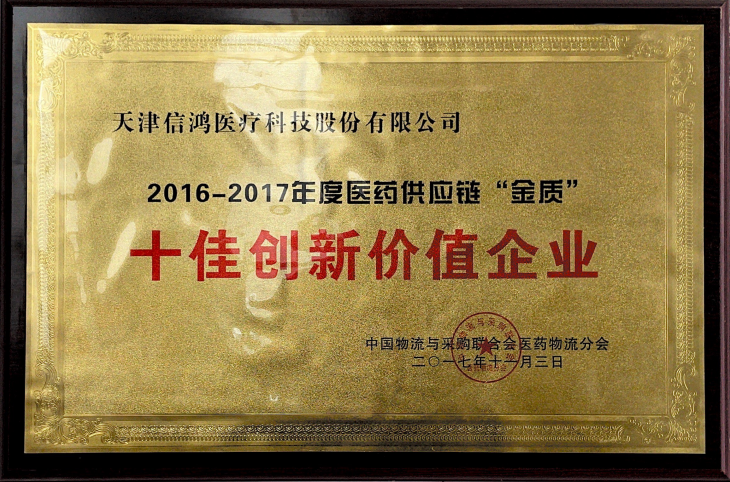 天津信鸿医疗科技股份有限公司
2016-2017年度医药供应链“金质”
十佳创新价值企业
中国物流与采购联合会医药物流分会
二〇一七年十一月三日